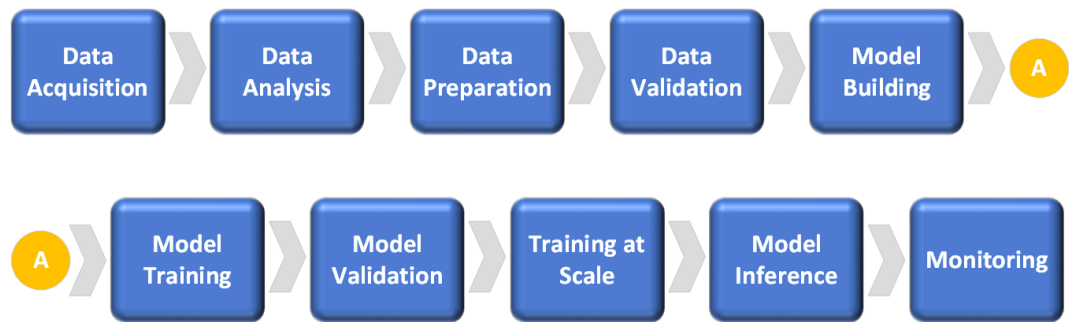 Data
Acquisition
Data
Analysis
Data
Preparation
Data
Validation
Model
Building
A
A
Model
Training
Model
Validation
Training at
Scale
Model
Inference
Monitoring